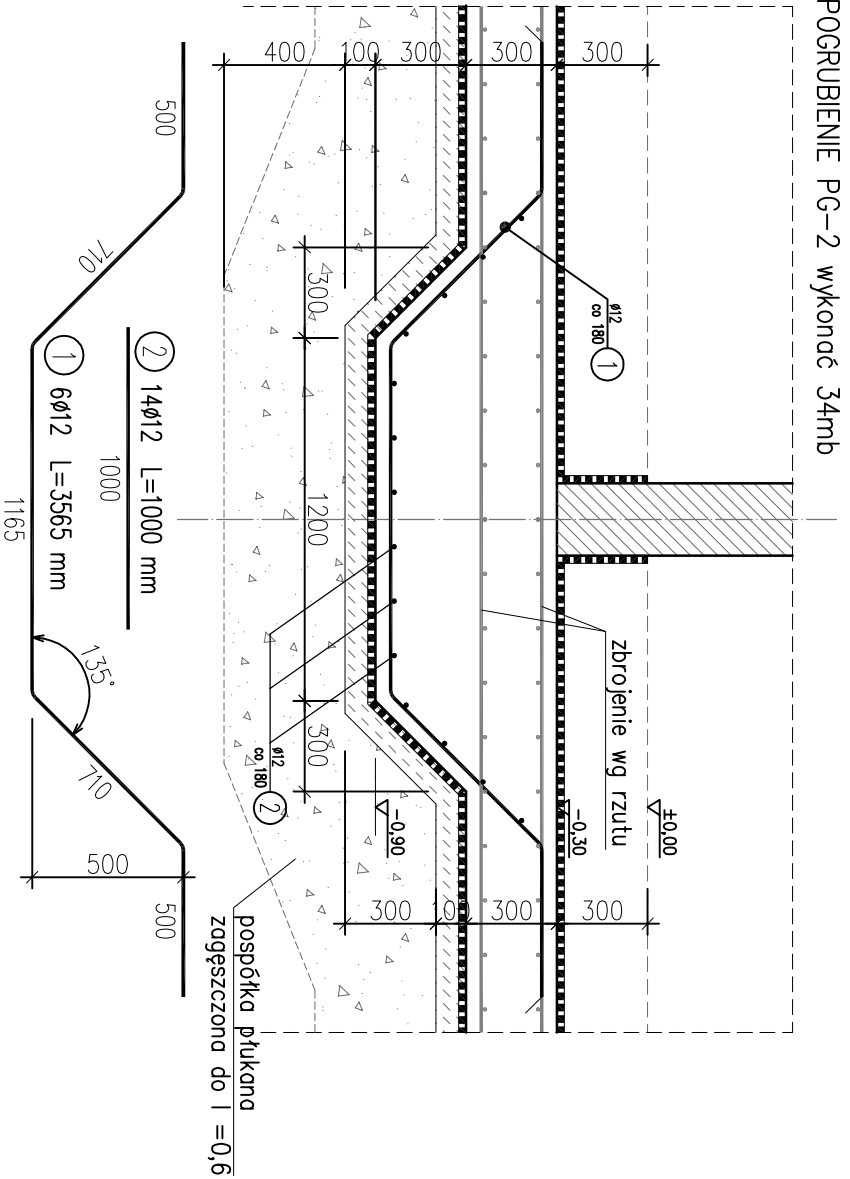 POGRUBIENIE PG-2 wykonać 34mb
300
300
300
100
400
±0,00
-0,30
-0,90
ø12
co 180
1
zbrojenie wg rzutu
300
300
100
300
300
1200
300
ø12
co 180
2
pospółka płukana
zagęszczona do I =0,6
2 14ø12 L=1000 mm
1000
1 6ø12 L=3565 mm
500
710
1165
135°
710
500
500